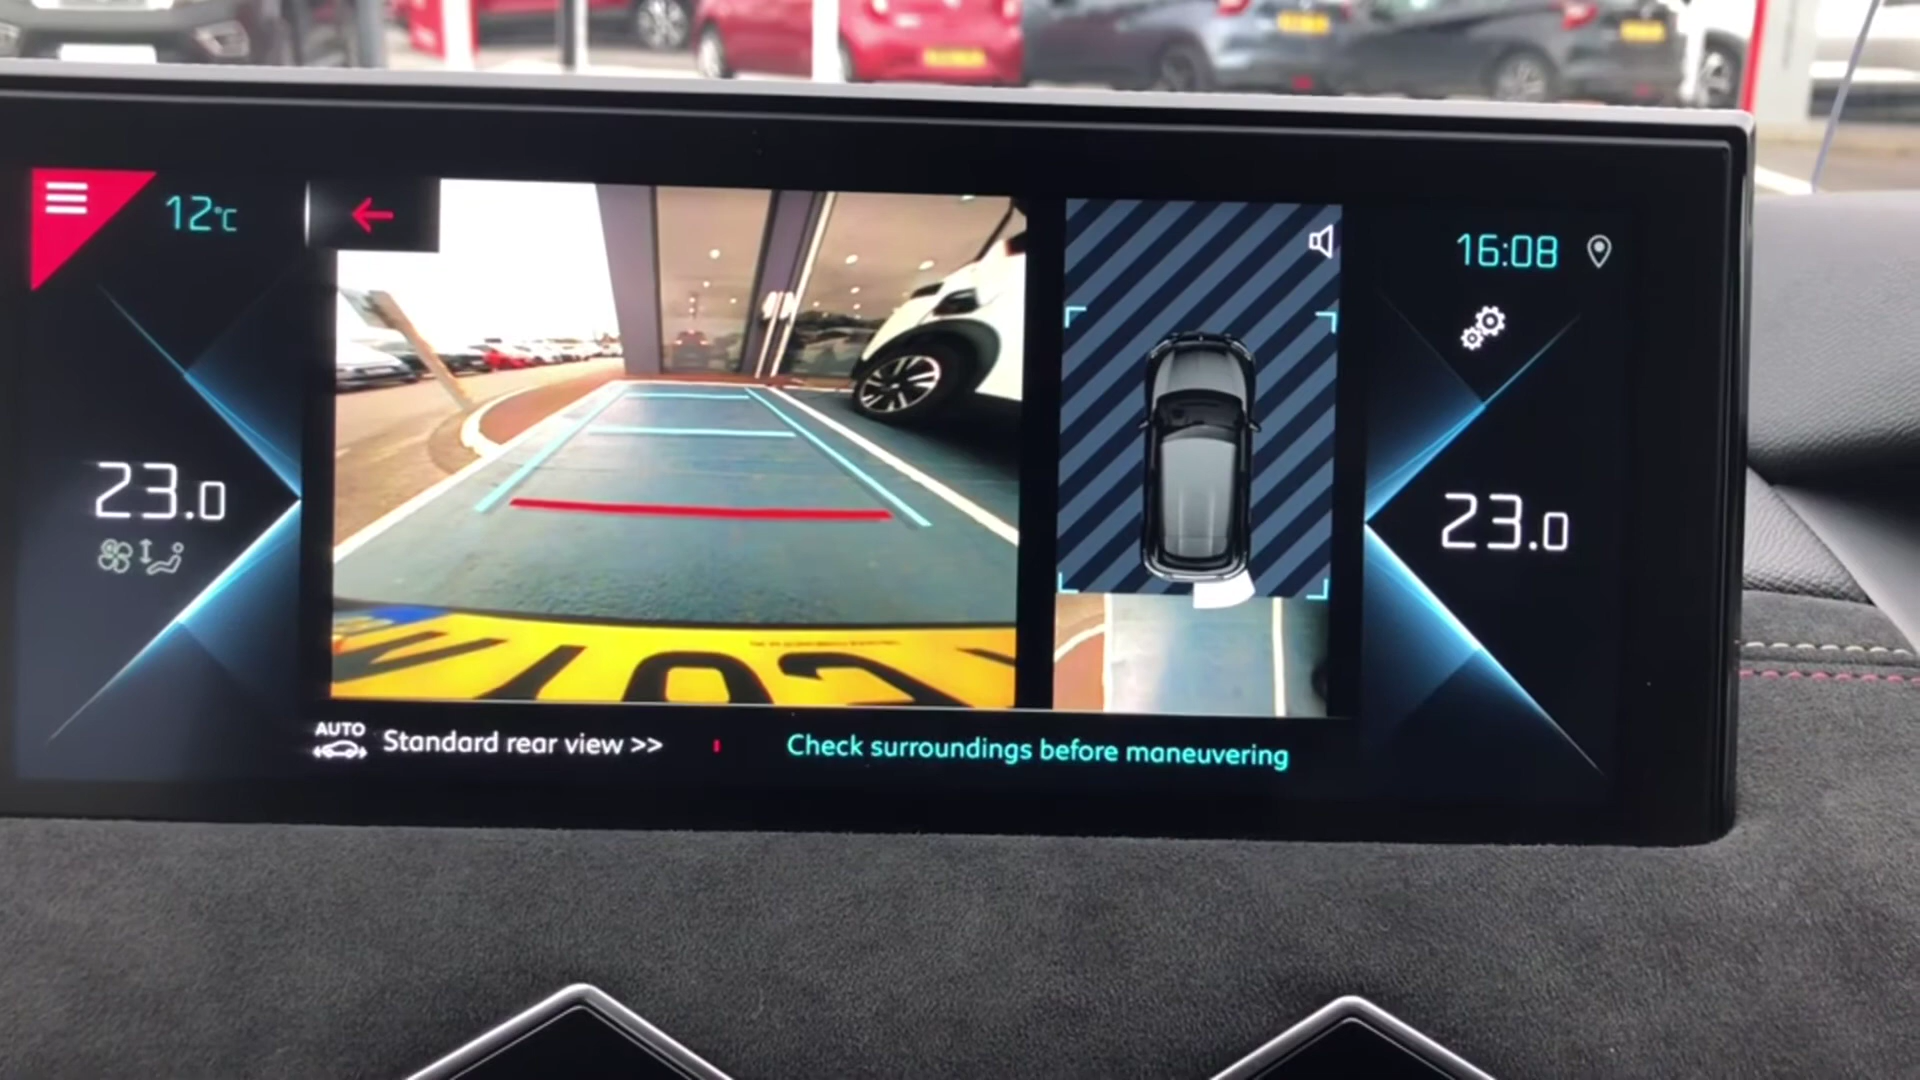 12°C
16:08
23.0
23.0
AUTO
Standard rear view >>
Check surroundings before maneuvering